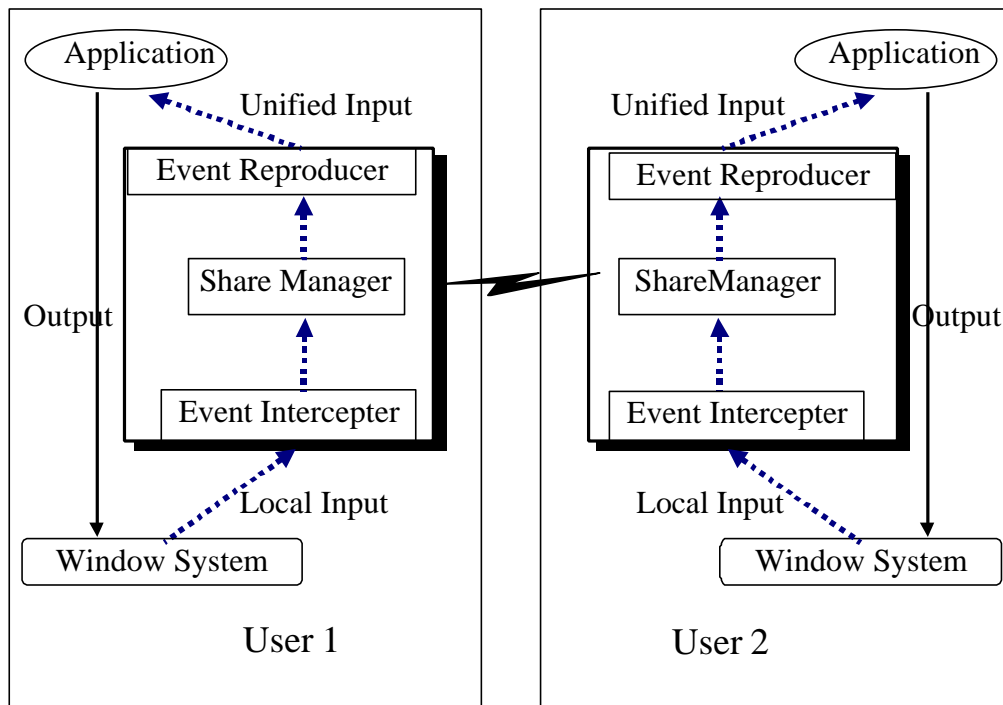 Application
Unified Input
Event Reproducer
Share Manager
Output
Event Intercepter
Local Input
Window System
User 1
Application
Unified Input
Event Reproducer
ShareManager
Output
Event Intercepter
Local Input
Window System
User 2